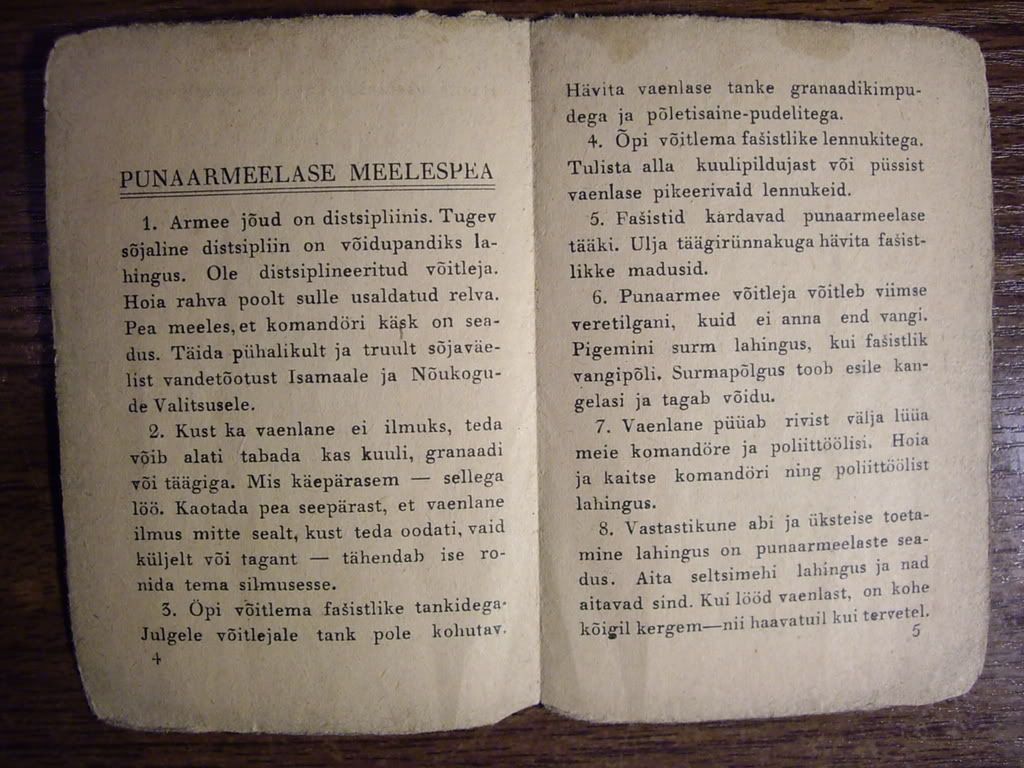 PUNAARMEELASE MEELESPEA
1. Armee jõud on distsipliinis. Tugev
sõjaline distsipliin on võidupandiks la-
hingus. Ole distsiplineeritud võitleja.
Hoia rahva poolt sulle usaldatud relva.
Pea meeles, et komandöri käsk on sea-
dus. Täida pühalikult ja truult sõjaväe-
list vandetõotust Isamaale ja Nõukogu-
de Valitsusele.
2. Kust ka vaenlane ei ilmuks, teda
võib alati tabada kas kuuli, granaadi
või täägiga. Mis käepärasem — sellega
löö. Kaotada pea seepärast, et vaenlane
ilmus mitte sealt, kust teda oodati, vaid
küljelt või tagant — tähendab ise ro-
nida tema silmusesse.
3. Õpi võitlema fašistlike tankidega.
Julgele võitlejale tank pole kohutav.
4
Hävita vaenlase tanke granaadikimpu-
dega ja põletisaine-pudelitega.
4. Õpi võitlema fašistlike lennukitega.
Tulista alla kuulipildujast või püssist
vaenlase pikeerivaid lennukeid.
5. Fašistid kardavad punaarmeelase
tääki. Ulja täägirünnakuga hävita fašist-
likke madusid.
6. Punaarmee võitleja võitleb viimse
veretilgani, kuid ei anna end vangi.
Pigemini surm lahingus, kui fašistlik
vangipõli. Surmapõlgus toob esile kan-
gelasi ja tagab võidu.
7. Vaenlane püüab rivist välja lüüa
meie komandöre ja poliittöölisi. Hoia
ja kaitse komandöri ning poliittöölist
lahingus.
8. Vastastikune abi ja üksteise toeta-
mine lahingus on punaarmeelaste sea-
dus. Aita seltsimehi lahingus ja nad
aitavad sind. Kui lööd vaenlast, on kohe
kõigil kergem—nii haavatuil kui tervetel.
5